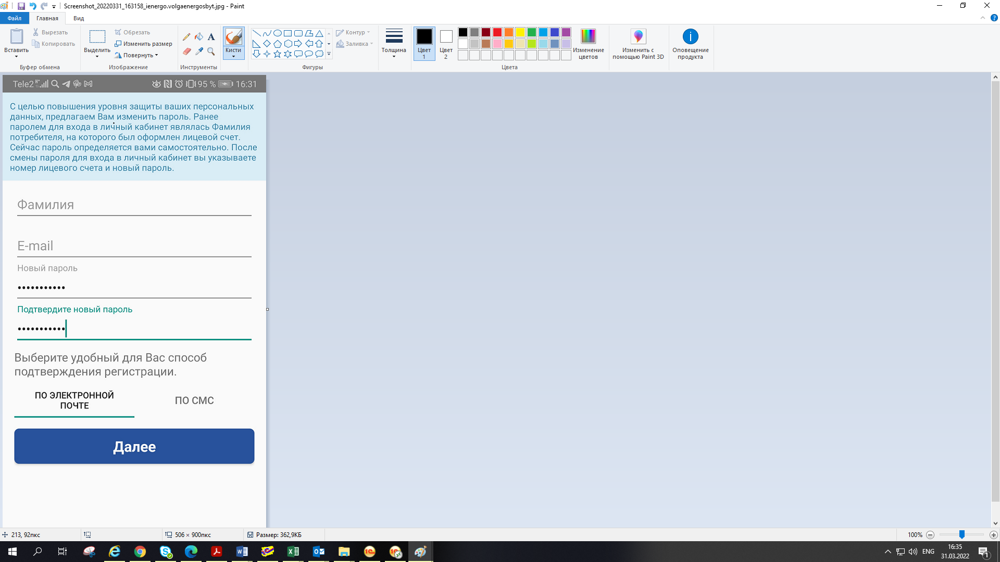 Screenshot_20220331_163158_ienergo.volgaenergosbyt.jpg - Paint
Файл
Главная
Вид
Вставить
Вырезать
Копировать
Буфер обмена
Выделить
Обрезать
Изменить размер
Повернуть
Изображение
A
Инструменты
Кисти
Контур
Заливка
Фигуры
Толщина
Цвет
1
Цвет
2
Изменение
цветов
Цвета
Изменить с
помощью Paint 3D
Оповещение
продукта
Tele2
95 %
16:31
С целью повышения уровня защиты ваших персональных
данных, предлагаем Вам изменить пароль. Ранее
паролем для входа в личный кабинет являлась Фамилия
потребителя, на которого был оформлен лицевой счет.
Сейчас пароль определяется вами самостоятельно. После
смены пароля для входа в личный кабинет вы указываете
номер лицевого счета и новый пароль.
Фамилия
E-mail
Новый пароль
•••••••••••
Подтвердите новый пароль
•••••••••••
Выберите удобный для Вас способ
подтверждения регистрации.
ПО ЭЛЕКТРОННОЙ
ПОЧТЕ
ПО СМС
Далее
213, 92пкс
506 × 900пкс
Размер: 362,9КБ
100%
ENG
16:35
31.03.2022
1